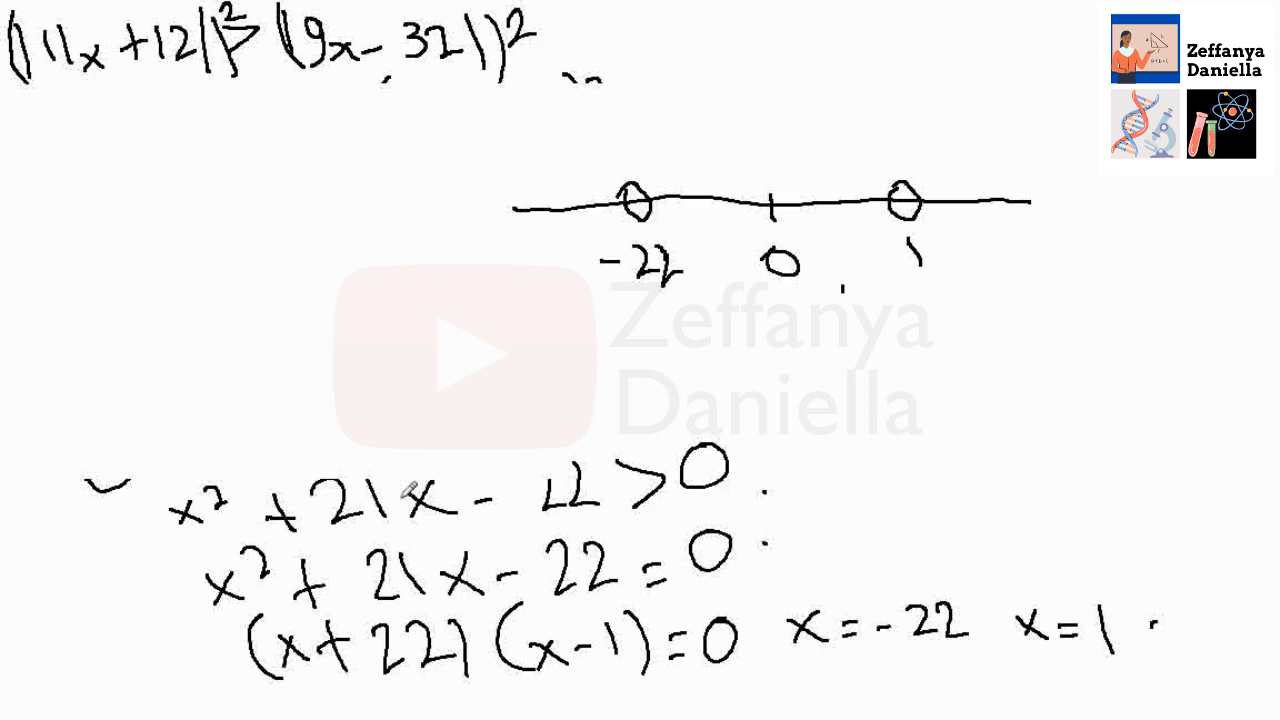 (|11x + 12|)² > (|9x - 32|)²
Zeffanya
Daniella
-22 0 1
Zeffanya
Daniella
x² + 21x - 22 > 0
x² + 21x - 22 = 0
(x + 22) (x - 1) = 0 x = -22 x = 1